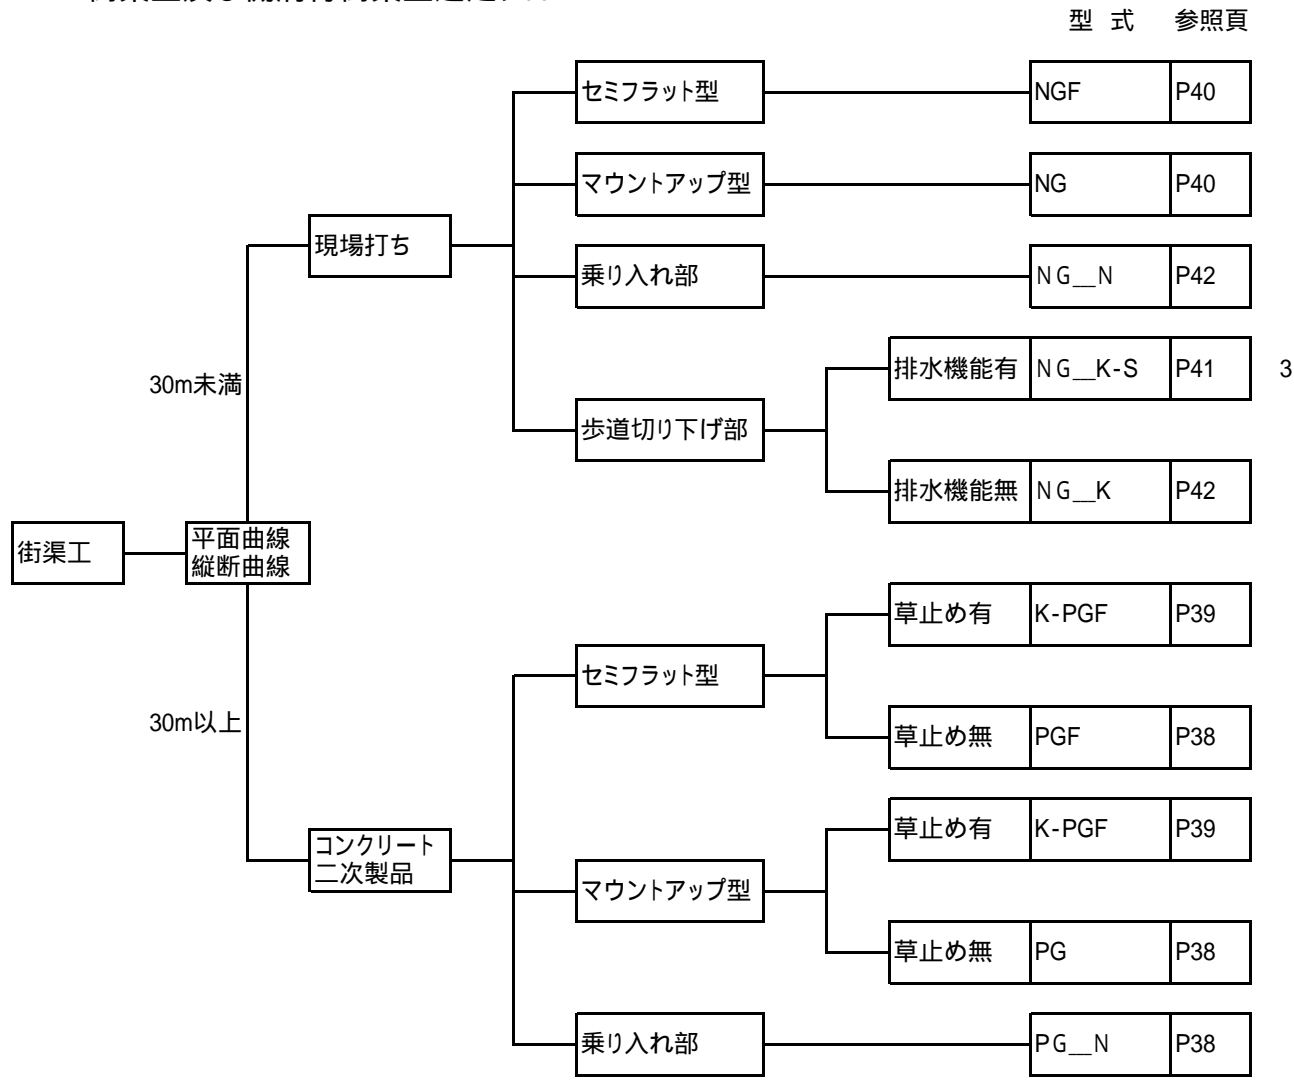 型 式 参照頁
セミフラット型 NGF P40
マウントアップ型 NG P40
現場打ち
乗り入れ部 NG__N P42
30m未満
排水機能有 NG__K-S P41 3
歩道切り下げ部
排水機能無 NG__K P42
街渠工
平面曲線
縦断曲線
草止め有 K-PGF P39
セミフラット型
30m以上
草止め無 PGF P38
草止め有 K-PGF P39
コンクリート
二次製品
マウントアップ型
草止め無 PG P38
乗り入れ部 PG__N P38